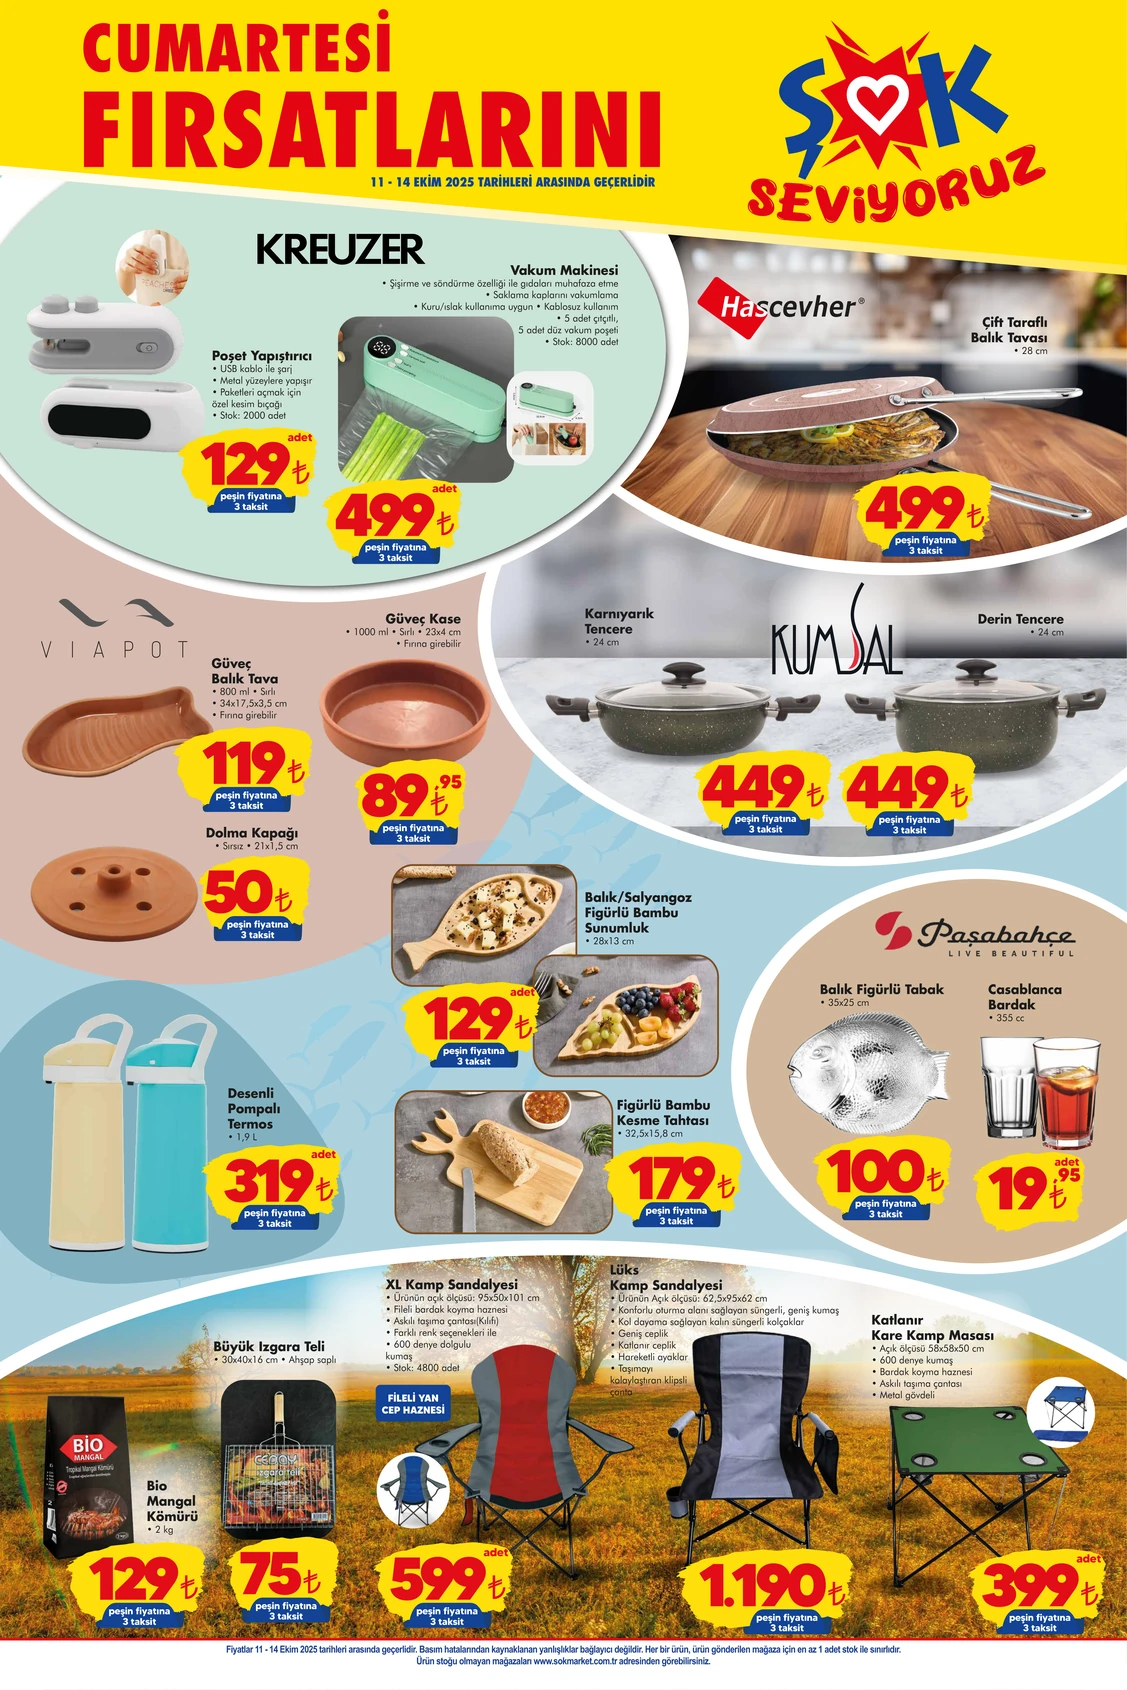 CUMARTESİ
FIRSATLARINI
11 - 14 EKİM 2025 TARİHLERİ ARASINDA GEÇERLİDİR
ŞOK
SEVİYORUZ
KREUZER
Vakum Makinesi
• Şişirme ve söndürme özelliği ile gıdaları muhafaza etme
• Saklama kaplarını vakumlama
• Kuru/ıslak kullanıma uygun • Kablosuz kullanım
• 5 adet çıtçıtlı,
5 adet düz vakum poşeti
• Stok: 8000 adet
adet
499₺
peşin fiyatına
3 taksit
Poşet Yapıştırıcı
• USB kablo ile şarj
• Metal yüzeylere yapışır
• Paketleri açmak için
özel kesim bıçağı
• Stok: 2000 adet
adet
129₺
peşin fiyatına
3 taksit
Hascevher®
Çift Taraflı
Balık Tavası
• 28 cm
499₺
peşin fiyatına
3 taksit
VIAPOT
Güveç
Balık Tava
• 800 ml • Sırlı
• 34x17,5x3,5 cm
• Fırına girebilir
119₺
peşin fiyatına
3 taksit
Güveç Kase
• 1000 ml • Sırlı • 23x4 cm
• Fırına girebilir
89,95₺
peşin fiyatına
3 taksit
Dolma Kapağı
• Sırsız • 21x1,5 cm
50₺
peşin fiyatına
3 taksit
KUMSAL
Karnıyarık
Tencere
• 24 cm
449₺
peşin fiyatına
3 taksit
Derin Tencere
• 24 cm
449₺
peşin fiyatına
3 taksit
Balık/Salyangoz
Figürlü Bambu
Sunumluk
• 28x13 cm
adet
129₺
peşin fiyatına
3 taksit
Figürlü Bambu
Kesme Tahtası
• 32,5x15,8 cm
179₺
peşin fiyatına
3 taksit
Paşabahçe
LIVE BEAUTIFUL
Balık Figürlü Tabak
• 35x25 cm
100₺
peşin fiyatına
3 taksit
Casablanca
Bardak
• 355 cc
adet
19,95₺
Desenli
Pompalı
Termos
• 1,9 L
adet
319₺
peşin fiyatına
3 taksit
BİO
MANGAL
Tropikal Mangal Kömürü
Bio
Mangal
Kömürü
• 2 kg
129₺
peşin fiyatına
3 taksit
Büyük Izgara Teli
• 30x40x16 cm • Ahşap saplı
ızgara teli
75₺
peşin fiyatına
3 taksit
XL Kamp Sandalyesi
• Ürünün açık ölçüsü: 95x50x101 cm
• Fileli bardak koyma haznesi
• Askılı taşıma çantası(Kılıfı)
• Farklı renk seçenekleri ile
• 600 denye dolgulu
kumaş
• Stok: 4800 adet
FİLELİ YAN
CEP HAZNESİ
adet
599₺
peşin fiyatına
3 taksit
Lüks
Kamp Sandalyesi
• Ürünün Açık ölçüsü: 62,5x95x62 cm
• Konforlu oturma alanı sağlayan süngerli, geniş kumaş
• Kol dayama sağlayan kalın süngerli kolçaklar
• Geniş ceplik
• Katlanır ceplik
• Hareketli ayaklar
• Taşımayı
kolaylaştıran klipsli
çanta
1.190₺
peşin fiyatına
3 taksit
Katlanır
Kare Kamp Masası
• Açık ölçüsü 58x58x50 cm
• 600 denye kumaş
• Bardak koyma haznesi
• Askılı taşıma çantası
• Metal gövdeli
adet
399₺
peşin fiyatına
3 taksit
Fiyatlar 11 - 14 Ekim 2025 tarihleri arasında geçerlidir. Basım hatalarından kaynaklanan yanlışlıklar bağlayıcı değildir. Her bir ürün, ürün gönderilen mağaza için en az 1 adet stok ile sınırlıdır.
Ürün stoğu olmayan mağazaları www.sokmarket.com.tr adresinden görebilirsiniz.